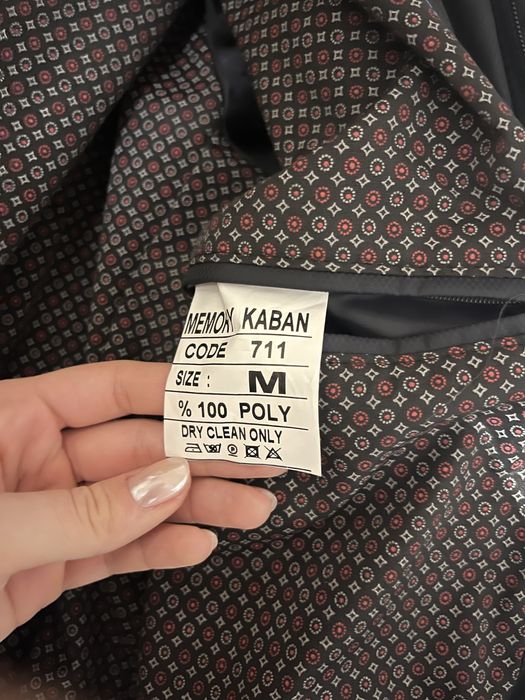 MEMORY KABAN
CODE 711
SIZE : M
% 100 POLY
DRY CLEAN ONLY